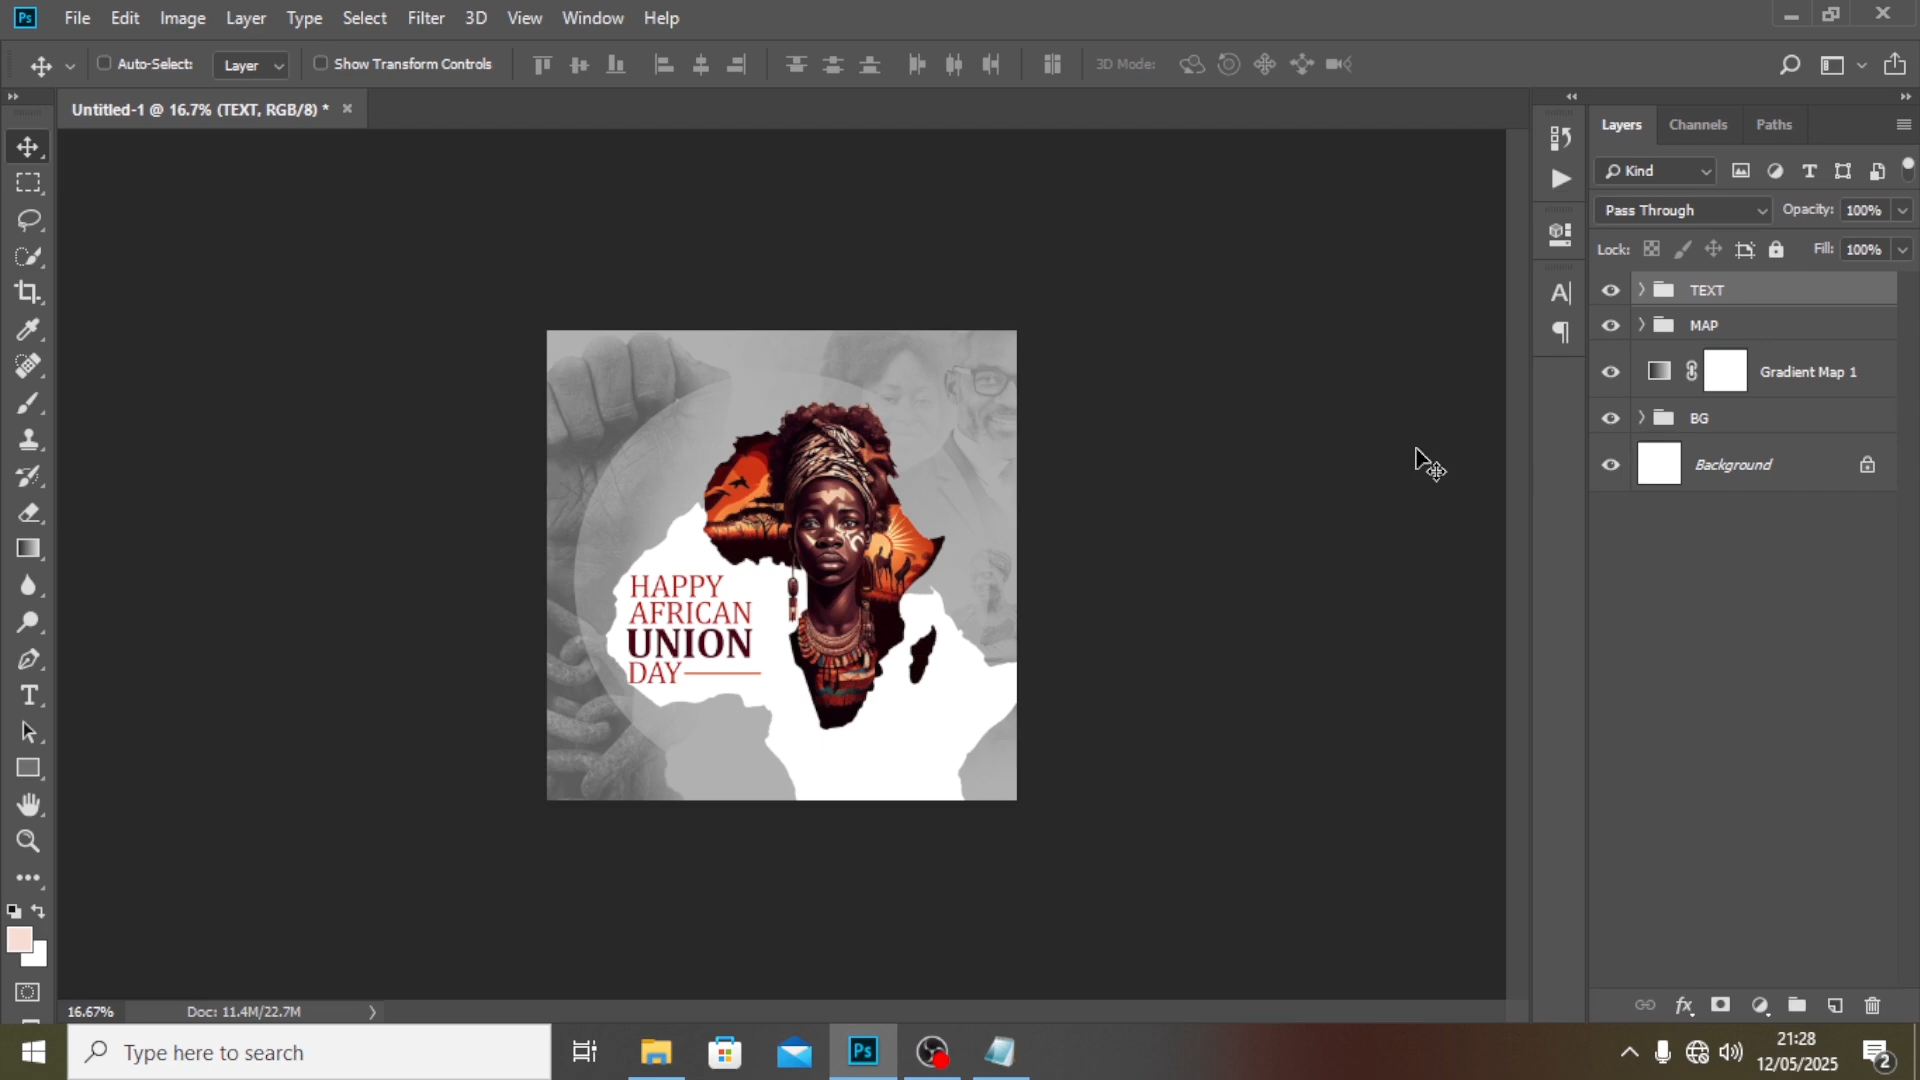 Ps File Edit Image Layer Type Select Filter 3D View Window Help
Auto-Select: Layer Show Transform Controls 3D Mode:
Untitled-1 @ 16.7% (TEXT, RGB/8) *
Layers Channels Paths
Kind
Pass Through Opacity: 100%
Lock: Fill: 100%
TEXT
MAP
Gradient Map 1
BG
Background
HAPPY
AFRICAN
UNION
DAY
16.67% Doc: 11.4M/22.7M
Type here to search
Ps
21:28
12/05/2025
2